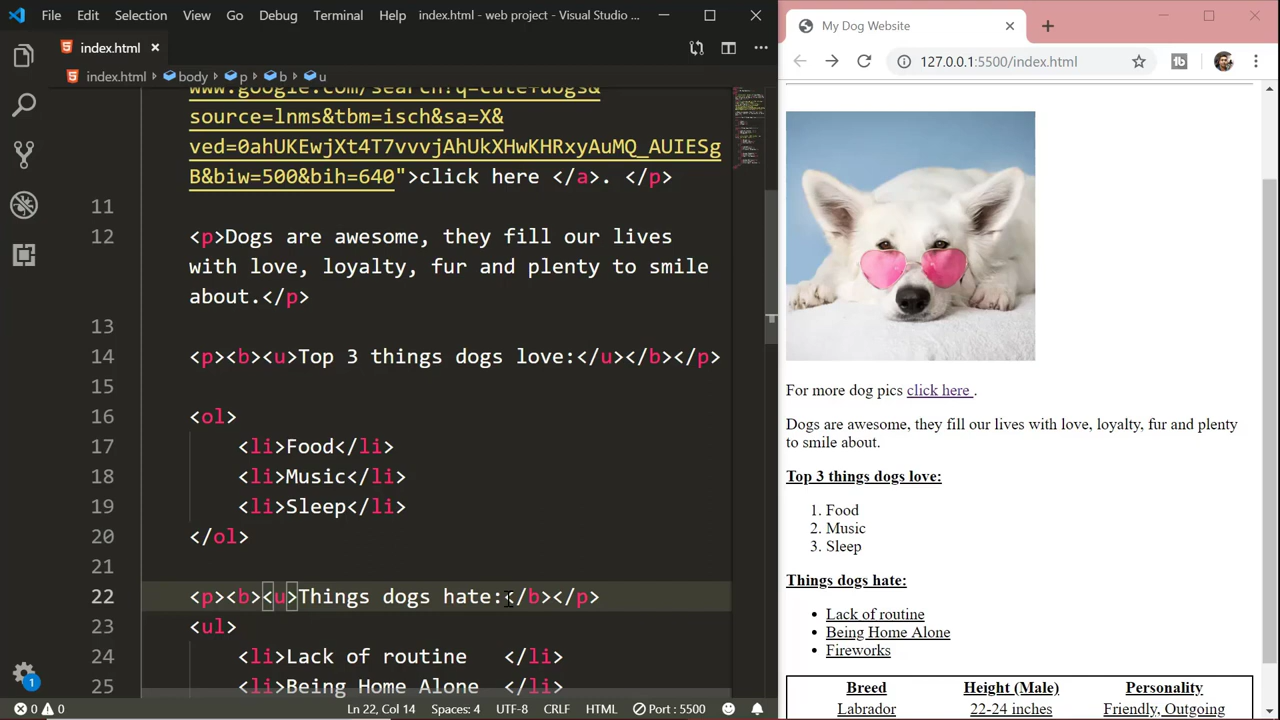 File Edit Selection View Go Debug Terminal Help index.html - web project - Visual Studio ...
index.html
index.html body p b u
www.google.com/search?q=cute+dogs&
source=lnms&tbm=isch&sa=X&
ved=0ahUKEwjXt4T7vvvjAhUkXHwKHRxyAuMQ_AUIESg
B&biw=500&bih=640">click here </a>. </p>
11
12 <p>Dogs are awesome, they fill our lives
with love, loyalty, fur and plenty to smile
about.</p>
13
14 <p><b><u>Top 3 things dogs love:</u></b></p>
15
16 <ol>
17 <li>Food</li>
18 <li>Music</li>
19 <li>Sleep</li>
20 </ol>
21
22 <p><b><u>Things dogs hate:</b></p>
23 <ul>
24 <li>Lack of routine </li>
25 <li>Being Home Alone </li>
1
0 0 Ln 22, Col 14 Spaces: 4 UTF-8 CRLF HTML Port : 5500
My Dog Website
127.0.0.1:5500/index.html
For more dog pics click here .
Dogs are awesome, they fill our lives with love, loyalty, fur and plenty
to smile about.
Top 3 things dogs love:
1. Food
2. Music
3. Sleep
Things dogs hate:
• Lack of routine
• Being Home Alone
• Fireworks
Breed Height (Male) Personality
Labrador 22-24 inches Friendly, Outgoing